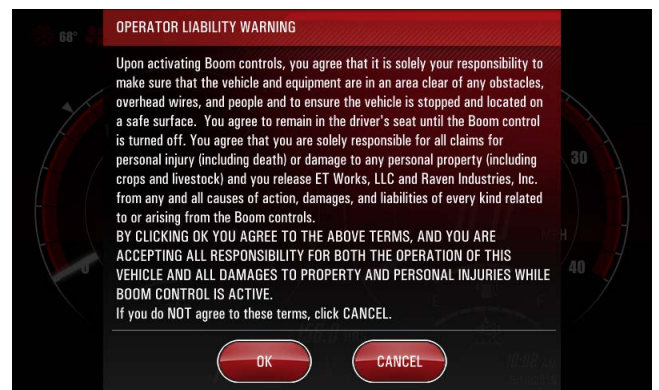 68°
OPERATOR LIABILITY WARNING
Upon activating Boom controls, you agree that it is solely your responsibility to
make sure that the vehicle and equipment are in an area clear of any obstacles,
overhead wires, and people and to ensure the vehicle is stopped and located on
a safe surface.  You agree to remain in the driver's seat until the Boom control
is turned off. You agree that you are solely responsible for all claims for
personal injury (including death) or damage to any personal property (including
crops and livestock) and you release ET Works, LLC and Raven Industries, Inc.
from any and all causes of action, damages, and liabilities of every kind related
to or arising from the Boom controls.
BY CLICKING OK YOU AGREE TO THE ABOVE TERMS, AND YOU ARE
ACCEPTING ALL RESPONSIBILITY FOR BOTH THE OPERATION OF THIS
VEHICLE AND ALL DAMAGES TO PROPERTY AND PERSONAL INJURIES WHILE
BOOM CONTROL IS ACTIVE.
If you do NOT agree to these terms, click CANCEL.
30
40
0
E F
OK CANCEL